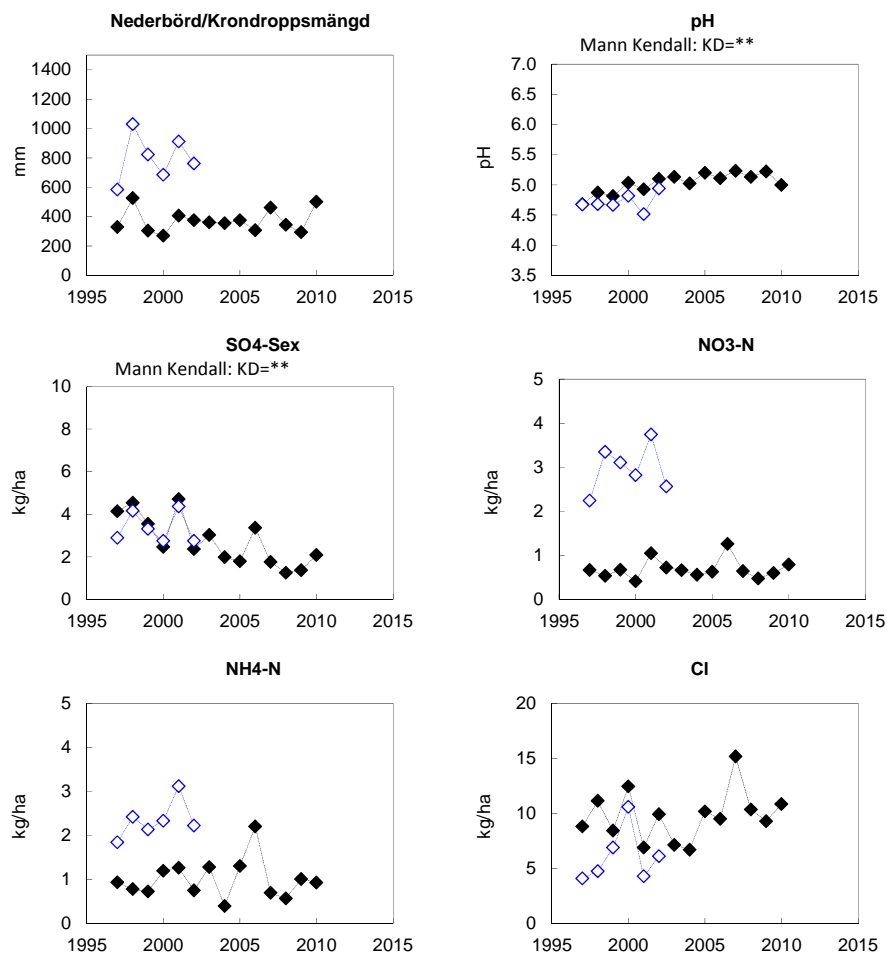 Nederbörd/Krondroppsmängd
1400
1200
1000
800
600
400
200
0
mm
1995 2000 2005 2010 2015
pH
Mann Kendall: KD=**
7.0
6.5
6.0
5.5
5.0
4.5
4.0
3.5
pH
1995 2000 2005 2010 2015
SO4-Sex
Mann Kendall: KD=**
10
8
6
4
2
0
kg/ha
1995 2000 2005 2010 2015
NO3-N
5
4
3
2
1
0
kg/ha
1995 2000 2005 2010 2015
NH4-N
5
4
3
2
1
0
kg/ha
1995 2000 2005 2010 2015
Cl
20
15
10
5
0
kg/ha
1995 2000 2005 2010 2015